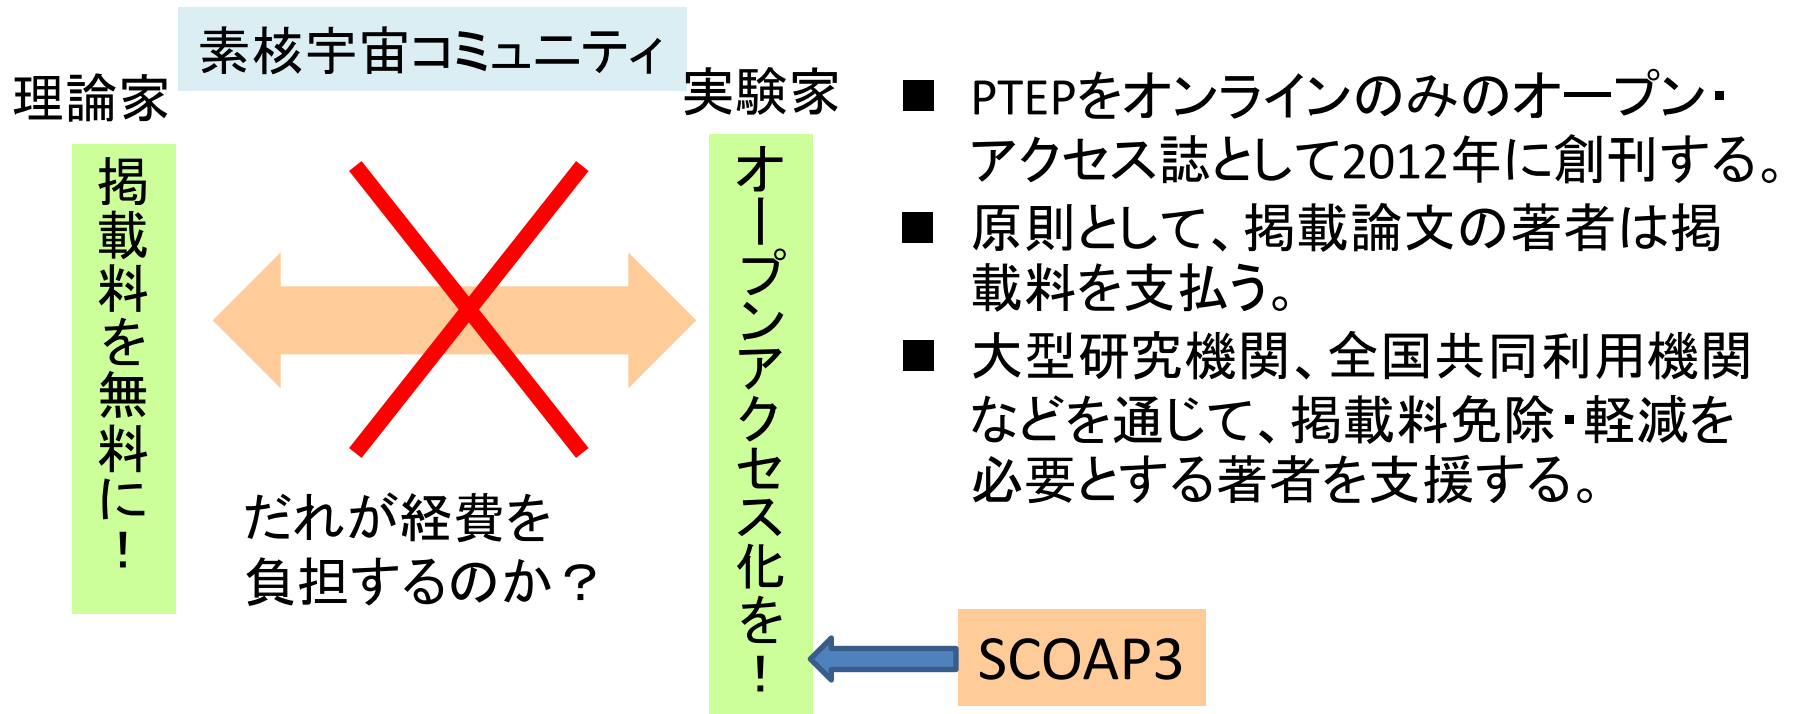 素核宇宙コミュニティ
理論家
実験家
掲載料を無料に！
オープンアクセス化を！
だれが経費を
負担するのか？
SCOAP3
■ PTEPをオンラインのみのオープン・
アクセス誌として2012年に創刊する。
■ 原則として、掲載論文の著者は掲
載料を支払う。
■ 大型研究機関、全国共同利用機関
などを通じて、掲載料免除・軽減を
必要とする著者を支援する。